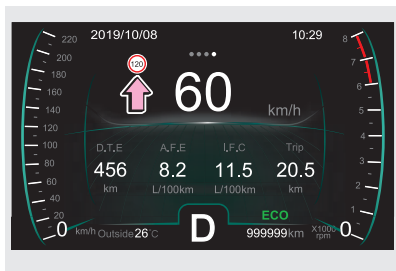 2019/10/08 10:29
120
60 km/h
D.T.E A.F.E I.F.C Trip
456 8.2 11.5 20.5
km L/100km L/100km km
ECO
Outside 26°C D 999999km
220
200
180
160
140
120
100
80
60
40
20
0 km/h
8
7
6
5
4
3
2
1
X1000 rpm 0